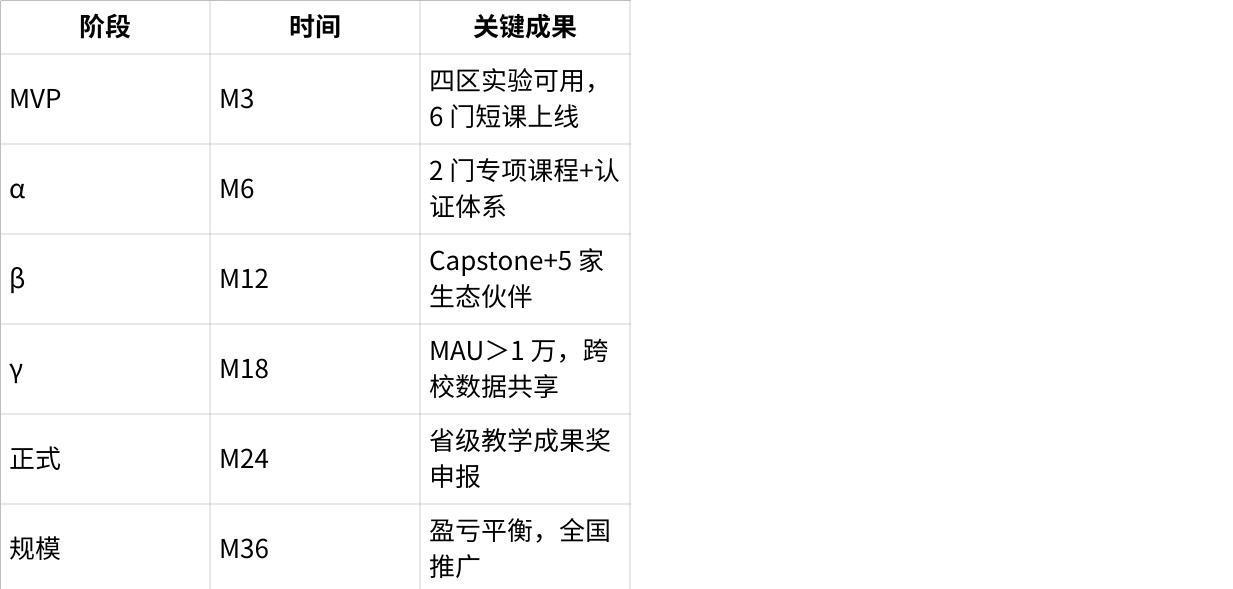 阶段 时间 关键成果
MVP M3 四区实验可用，
6 门短课上线
α M6 2 门专项课程+认
证体系
β M12 Capstone+5 家
生态伙伴
γ M18 MAU＞1 万，跨
校数据共享
正式 M24 省级教学成果奖
申报
规模 M36 盈亏平衡，全国
推广